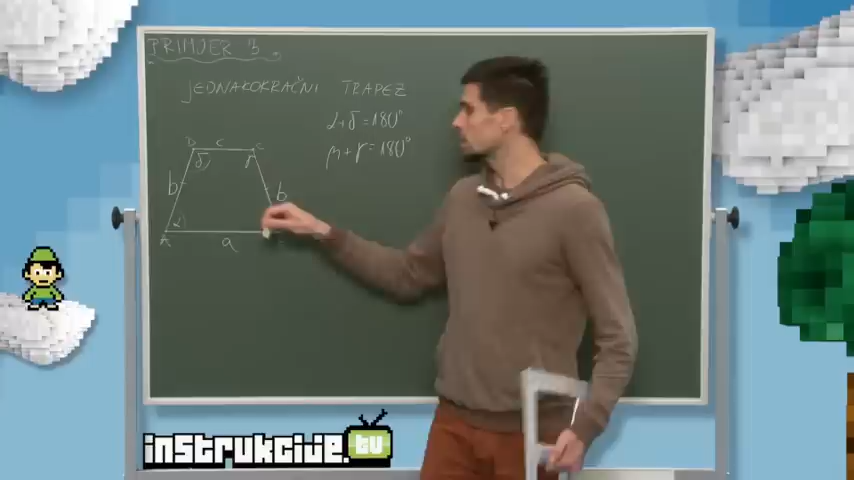 PRIMJER 3
JEDNAKOKRAČNI TRAPEZ
α+δ=180°
β+γ=180°
D c C
δ γ
b b
α
A a
instrukcije.tv